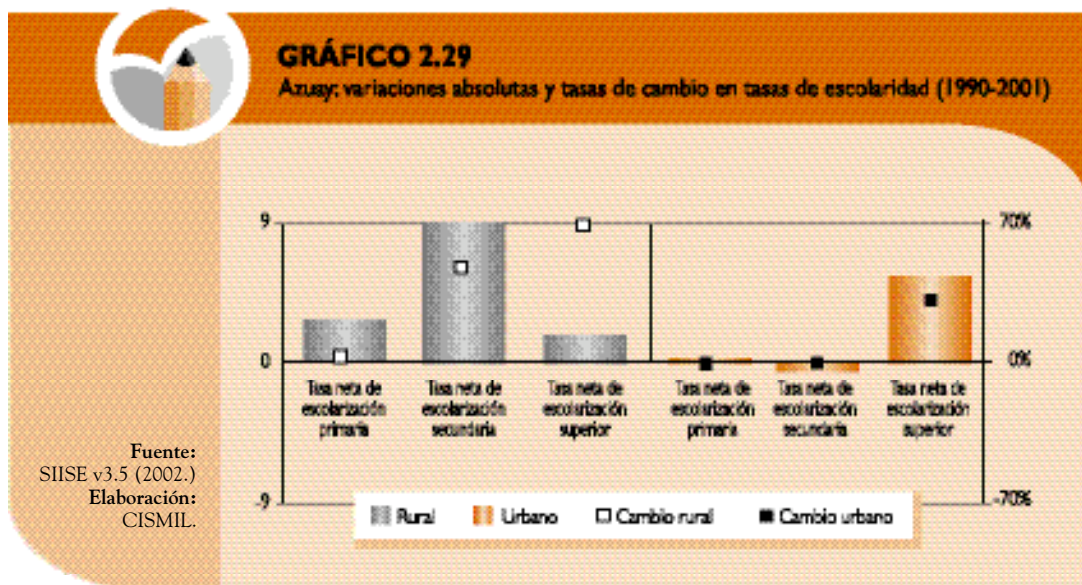 GRÁFICO 2.29
Azuay: variaciones absolutas y tasas de cambio en tasas de escolaridad (1990-2001)
9
70%
0
0%
Tasa neta de
escolarización
primaria
Tasa neta de
escolarización
secundaria
Tasa neta de
escolarización
superior
Tasa neta de
escolarización
primaria
Tasa neta de
escolarización
secundaria
Tasa neta de
escolarización
superior
-9
-70%
Rural
Urbano
Cambio rural
Cambio urbano
Fuente:
SIISE v3.5 (2002.)
Elaboración:
CISMIL.